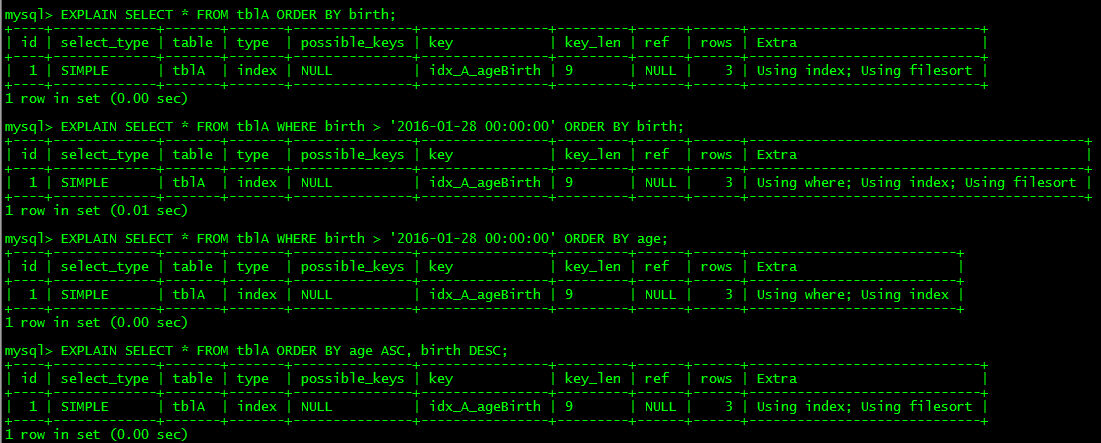 mysql> EXPLAIN SELECT * FROM tblA ORDER BY birth;
+----+-------------+-------+-------+---------------+---------------+---------+------+------+-----------------------------+
| id | select_type | table | type  | possible_keys | key           | key_len | ref  | rows | Extra                       |
+----+-------------+-------+-------+---------------+---------------+---------+------+------+-----------------------------+
|  1 | SIMPLE      | tblA  | index | NULL          | idx_A_ageBirth | 9       | NULL |    3 | Using index; Using filesort |
+----+-------------+-------+-------+---------------+---------------+---------+------+------+-----------------------------+
1 row in set (0.00 sec)
mysql> EXPLAIN SELECT * FROM tblA WHERE birth > '2016-01-28 00:00:00' ORDER BY birth;
+----+-------------+-------+-------+---------------+---------------+---------+------+------+------------------------------------------+
| id | select_type | table | type  | possible_keys | key           | key_len | ref  | rows | Extra                                    |
+----+-------------+-------+-------+---------------+---------------+---------+------+------+------------------------------------------+
|  1 | SIMPLE      | tblA  | index | NULL          | idx_A_ageBirth | 9       | NULL |    3 | Using where; Using index; Using filesort |
+----+-------------+-------+-------+---------------+---------------+---------+------+------+------------------------------------------+
1 row in set (0.01 sec)
mysql> EXPLAIN SELECT * FROM tblA WHERE birth > '2016-01-28 00:00:00' ORDER BY age;
+----+-------------+-------+-------+---------------+---------------+---------+------+------+--------------------------+
| id | select_type | table | type  | possible_keys | key           | key_len | ref  | rows | Extra                    |
+----+-------------+-------+-------+---------------+---------------+---------+------+------+--------------------------+
|  1 | SIMPLE      | tblA  | index | NULL          | idx_A_ageBirth | 9       | NULL |    3 | Using where; Using index |
+----+-------------+-------+-------+---------------+---------------+---------+------+------+--------------------------+
1 row in set (0.00 sec)
mysql> EXPLAIN SELECT * FROM tblA ORDER BY age ASC, birth DESC;
+----+-------------+-------+-------+---------------+---------------+---------+------+------+-----------------------------+
| id | select_type | table | type  | possible_keys | key           | key_len | ref  | rows | Extra                       |
+----+-------------+-------+-------+---------------+---------------+---------+------+------+-----------------------------+
|  1 | SIMPLE      | tblA  | index | NULL          | idx_A_ageBirth | 9       | NULL |    3 | Using index; Using filesort |
+----+-------------+-------+-------+---------------+---------------+---------+------+------+-----------------------------+
1 row in set (0.00 sec)